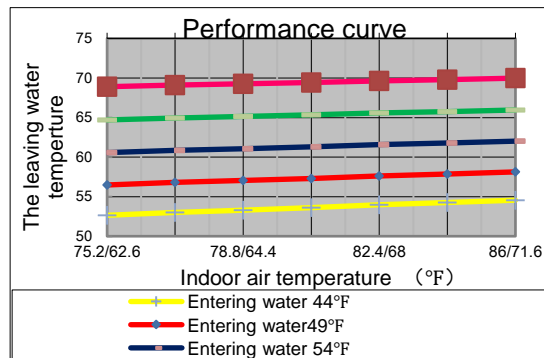 Performance curve
75
70
65
60
55
50
The leaving water
temperture
75.2/62.6 78.8/64.4 82.4/68 86/71.6
Indoor air temperature （°F）
Entering water 44°F
Entering water49°F
Entering water 54°F